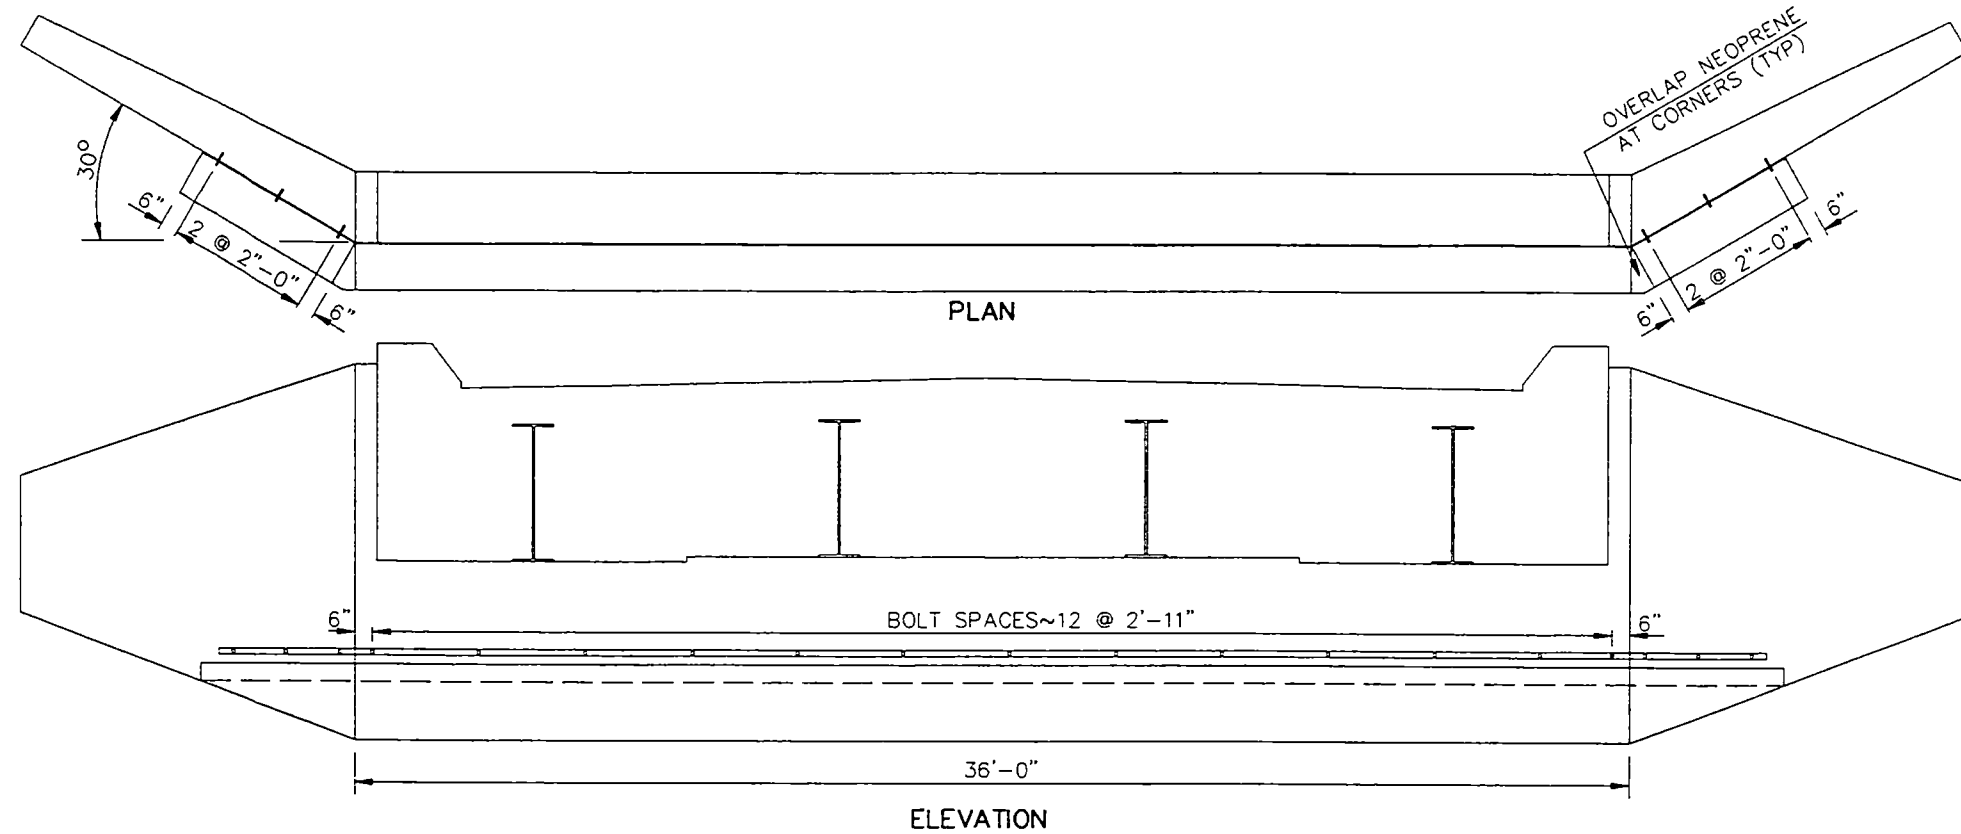 OVERLAP NEOPRENE
AT CORNERS (TYP)
30°
6"
2 @ 2"-0"
6"
6"
2 @ 2"-0"
6"
PLAN
6"
BOLT SPACES~12 @ 2'-11"
6"
36'-0"
ELEVATION